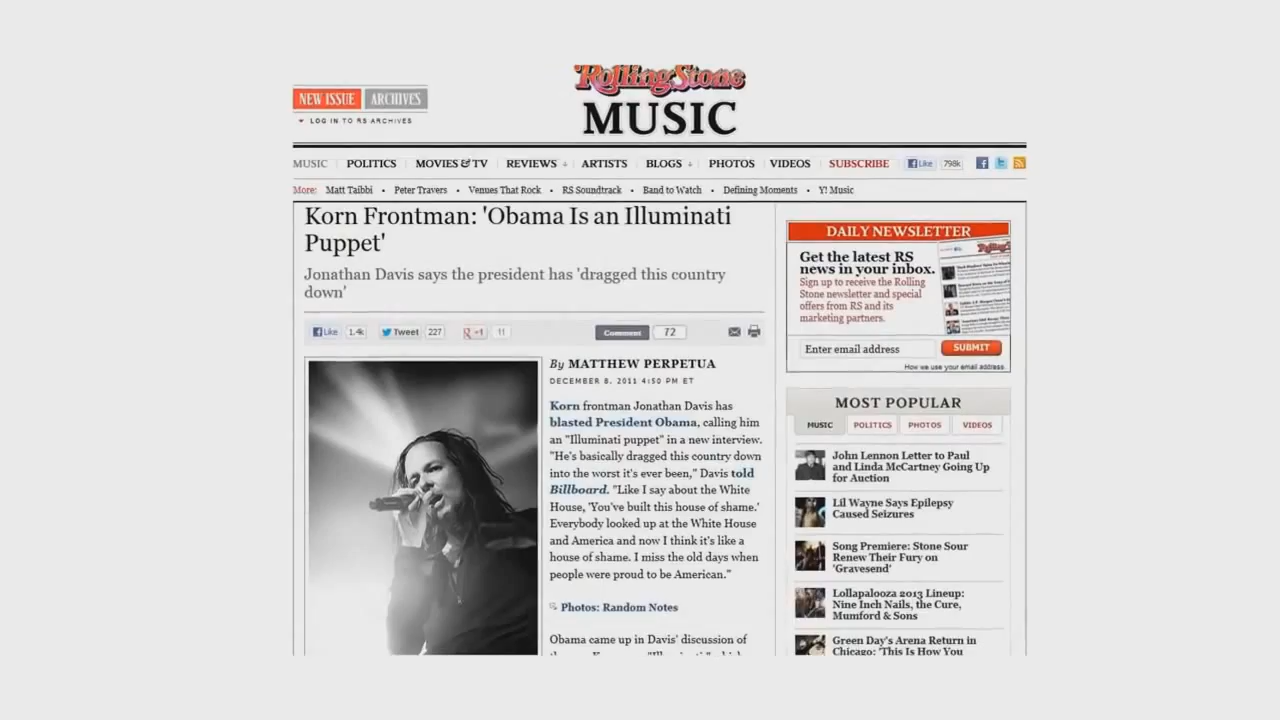 RollingStone
MUSIC
NEW ISSUE ARCHIVES
LOG IN TO RS ARCHIVES
MUSIC POLITICS MOVIES & TV REVIEWS ARTISTS BLOGS PHOTOS VIDEOS SUBSCRIBE Like 798k
More: Matt Taibbi • Peter Travers • Venues That Rock • RS Soundtrack • Band to Watch • Defining Moments • Y! Music
Korn Frontman: 'Obama Is an Illuminati
Puppet'
Jonathan Davis says the president has 'dragged this country
down'
Like 1.4k Tweet 227 +1 11 Comment 72
By MATTHEW PERPETUA
DECEMBER 8, 2011 4:50 PM ET
Korn frontman Jonathan Davis has
blasted President Obama, calling him
an "Illuminati puppet" in a new interview.
"He's basically dragged this country down
into the worst it's ever been," Davis told
Billboard. "Like I say about the White
House, 'You've built this house of shame.'
Everybody looked up at the White House
and America and now I think it's like a
house of shame. I miss the old days when
people were proud to be American."
Photos: Random Notes
Obama came up in Davis' discussion of
DAILY NEWSLETTER
Get the latest RS
news in your inbox.
Sign up to receive the Rolling
Stone newsletter and special
offers from RS and its
marketing partners.
Enter email address SUBMIT
How we use your email address.
MOST POPULAR
MUSIC POLITICS PHOTOS VIDEOS
John Lennon Letter to Paul
and Linda McCartney Going Up
for Auction
Lil Wayne Says Epilepsy
Caused Seizures
Song Premiere: Stone Sour
Renew Their Fury on
'Gravesend'
Lollapalooza 2013 Lineup:
Nine Inch Nails, the Cure,
Mumford & Sons
Green Day's Arena Return in
Chicago: 'This Is How You